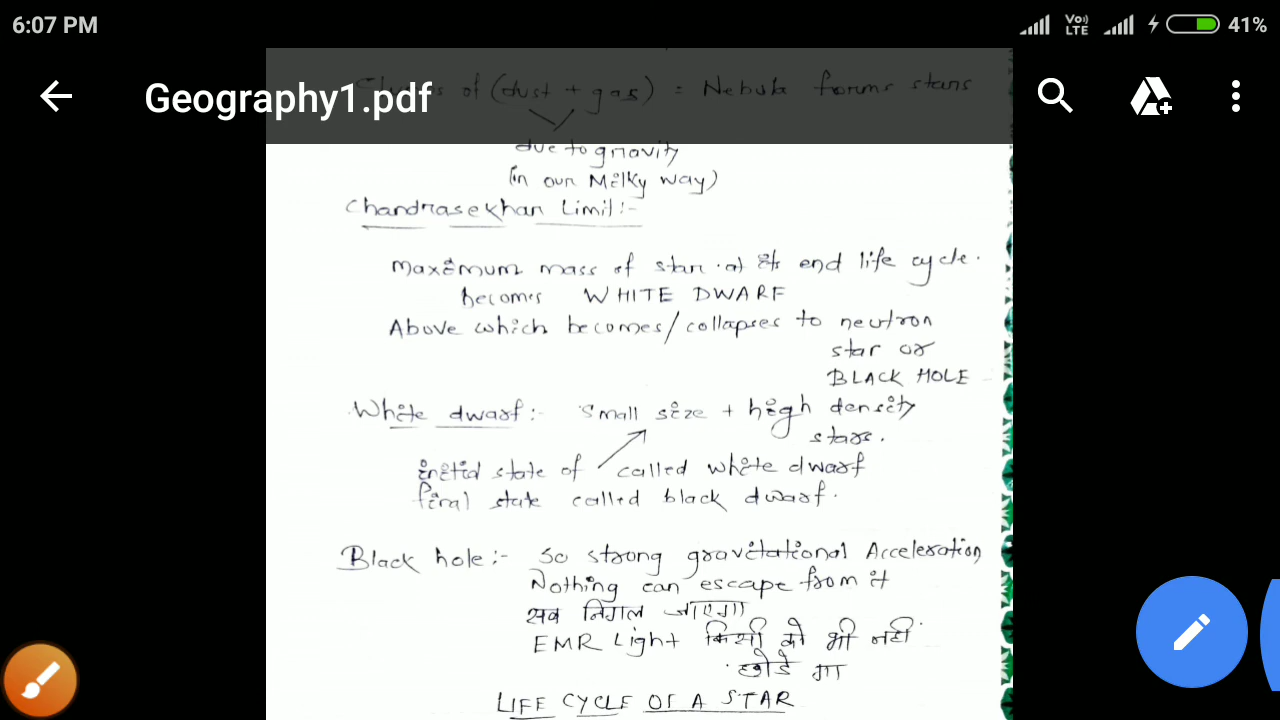 6:07 PM
Vo)) LTE
41%
Geography1.pdf
of (dust + gas) = Nebula forms stars
due to gravity
(in our Milky way)
Chandrasekhar Limit:-
Maximum mass of star at its end life cycle.
becomes WHITE DWARF
Above which becomes/collapses to neutron
star or
BLACK HOLE
White dwarf:- Small size + high density
stars.
initial state of called white dwarf
final state called black dwarf.
Black hole:- So strong gravitational Acceleration
Nothing can escape from it
सब निगल जाएगा
EMR Light किसी को भी नहीं
छोडे गा
LIFE CYCLE OF A STAR